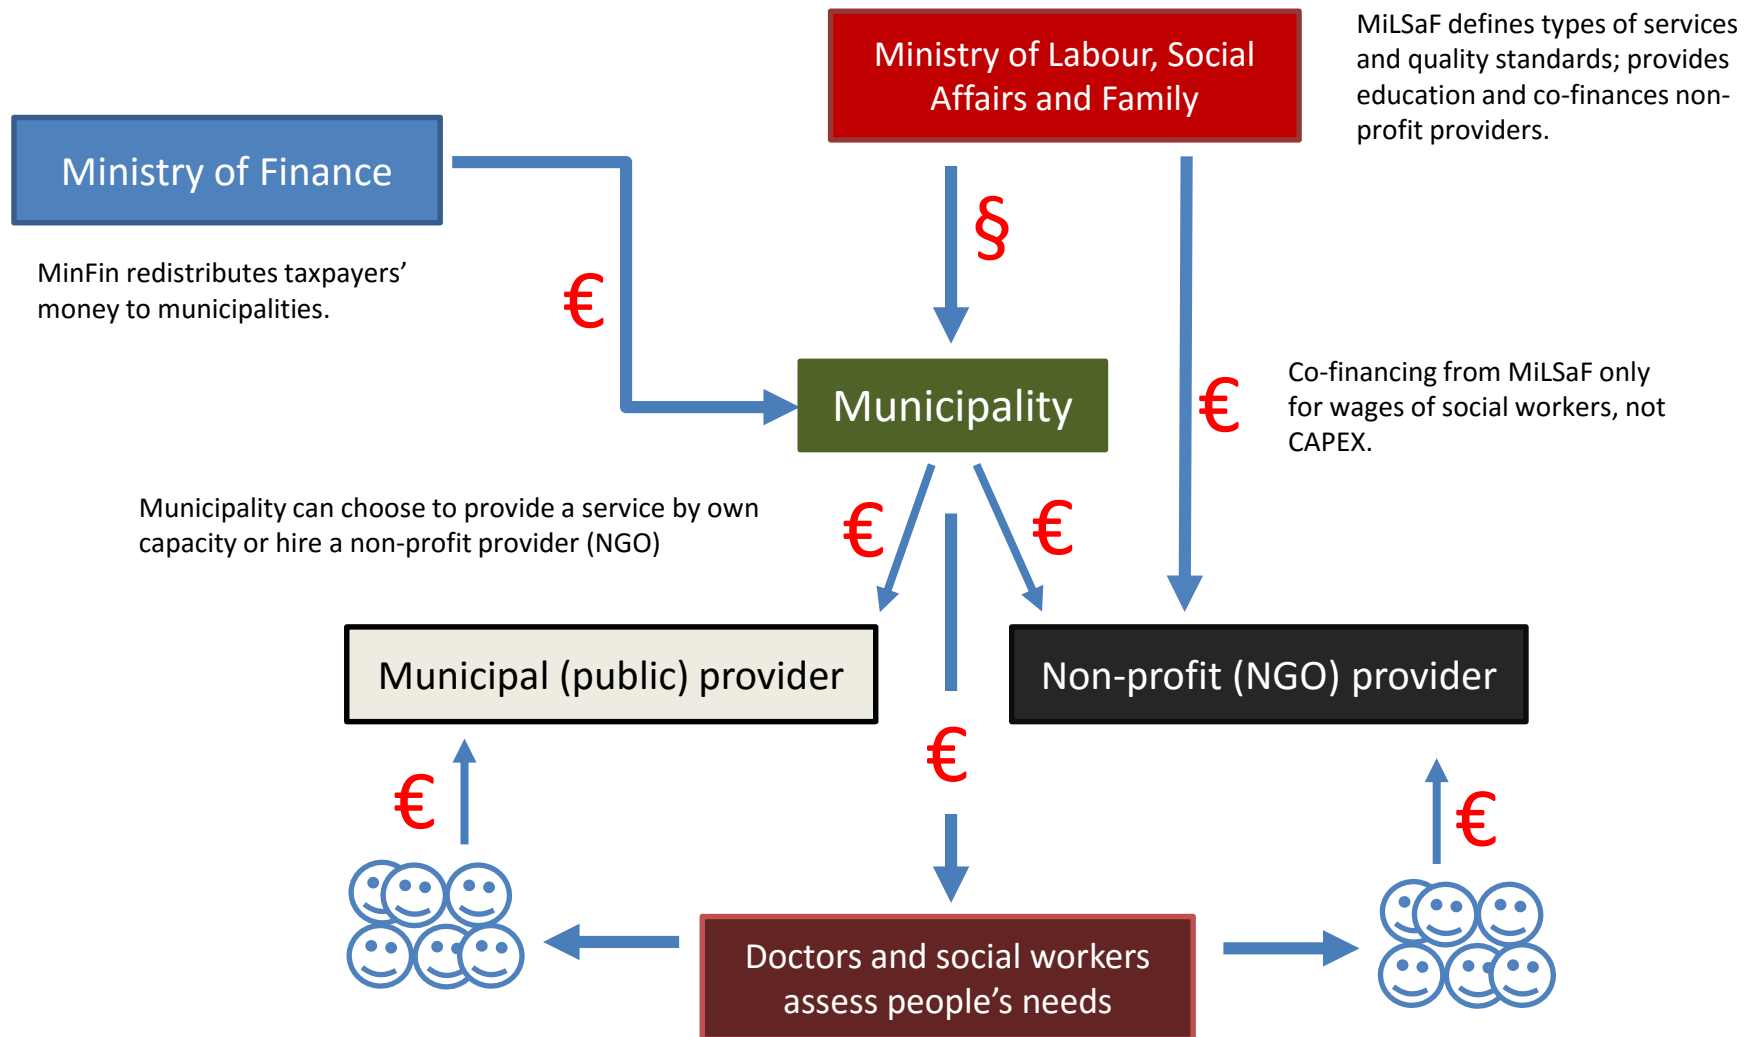 Ministry of Labour, Social
Affairs and Family
MiLSaF defines types of services
and quality standards; provides
education and co-finances non-
profit providers.
Ministry of Finance
§
MinFin redistributes taxpayers’
money to municipalities.
€
Municipality
€
Co-financing from MiLSaF only
for wages of social workers, not
CAPEX.
Municipality can choose to provide a service by own
capacity or hire a non-profit provider (NGO)
€
€
Municipal (public) provider
Non-profit (NGO) provider
€
€
€
Doctors and social workers
assess people’s needs